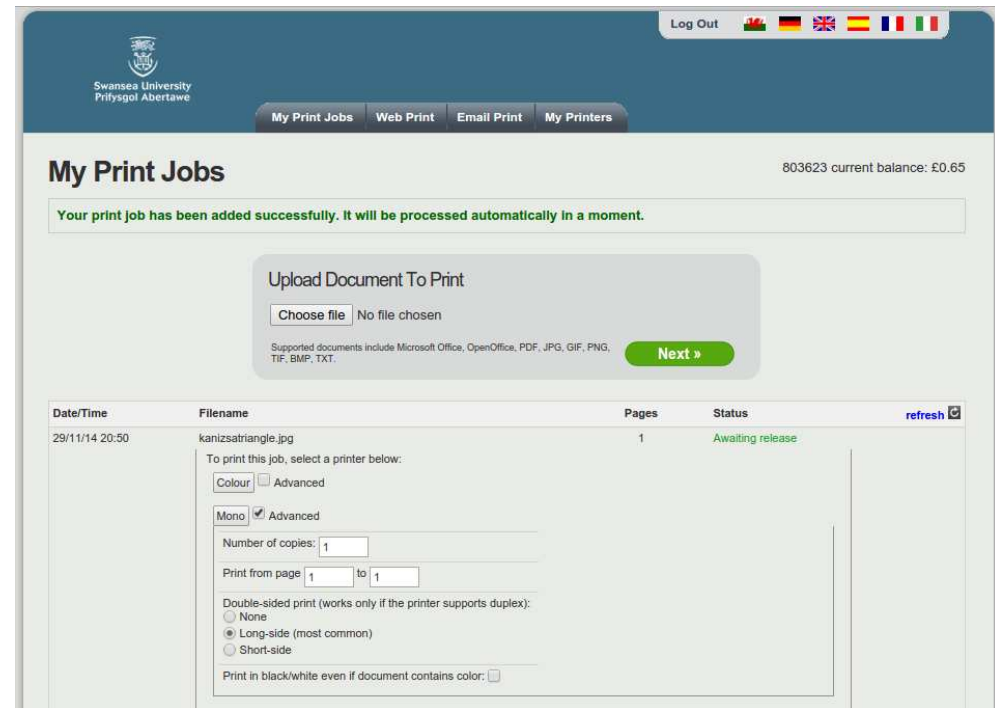 Log Out
Swansea University
Prifysgol Abertawe
My Print Jobs Web Print Email Print My Printers
My Print Jobs
803623 current balance: £0.65
Your print job has been added successfully. It will be processed automatically in a moment.
Upload Document To Print
Choose file No file chosen
Supported documents include Microsoft Office, OpenOffice, PDF, JPG, GIF, PNG,
TIF, BMP, TXT.
Next »
Date/Time Filename Pages Status refresh
29/11/14 20:50 kanizsatriangle.jpg 1 Awaiting release
To print this job, select a printer below:
Colour Advanced
Mono Advanced
Number of copies: 1
Print from page 1 to 1
Double-sided print (works only if the printer supports duplex):
None
Long-side (most common)
Short-side
Print in black/white even if document contains color: